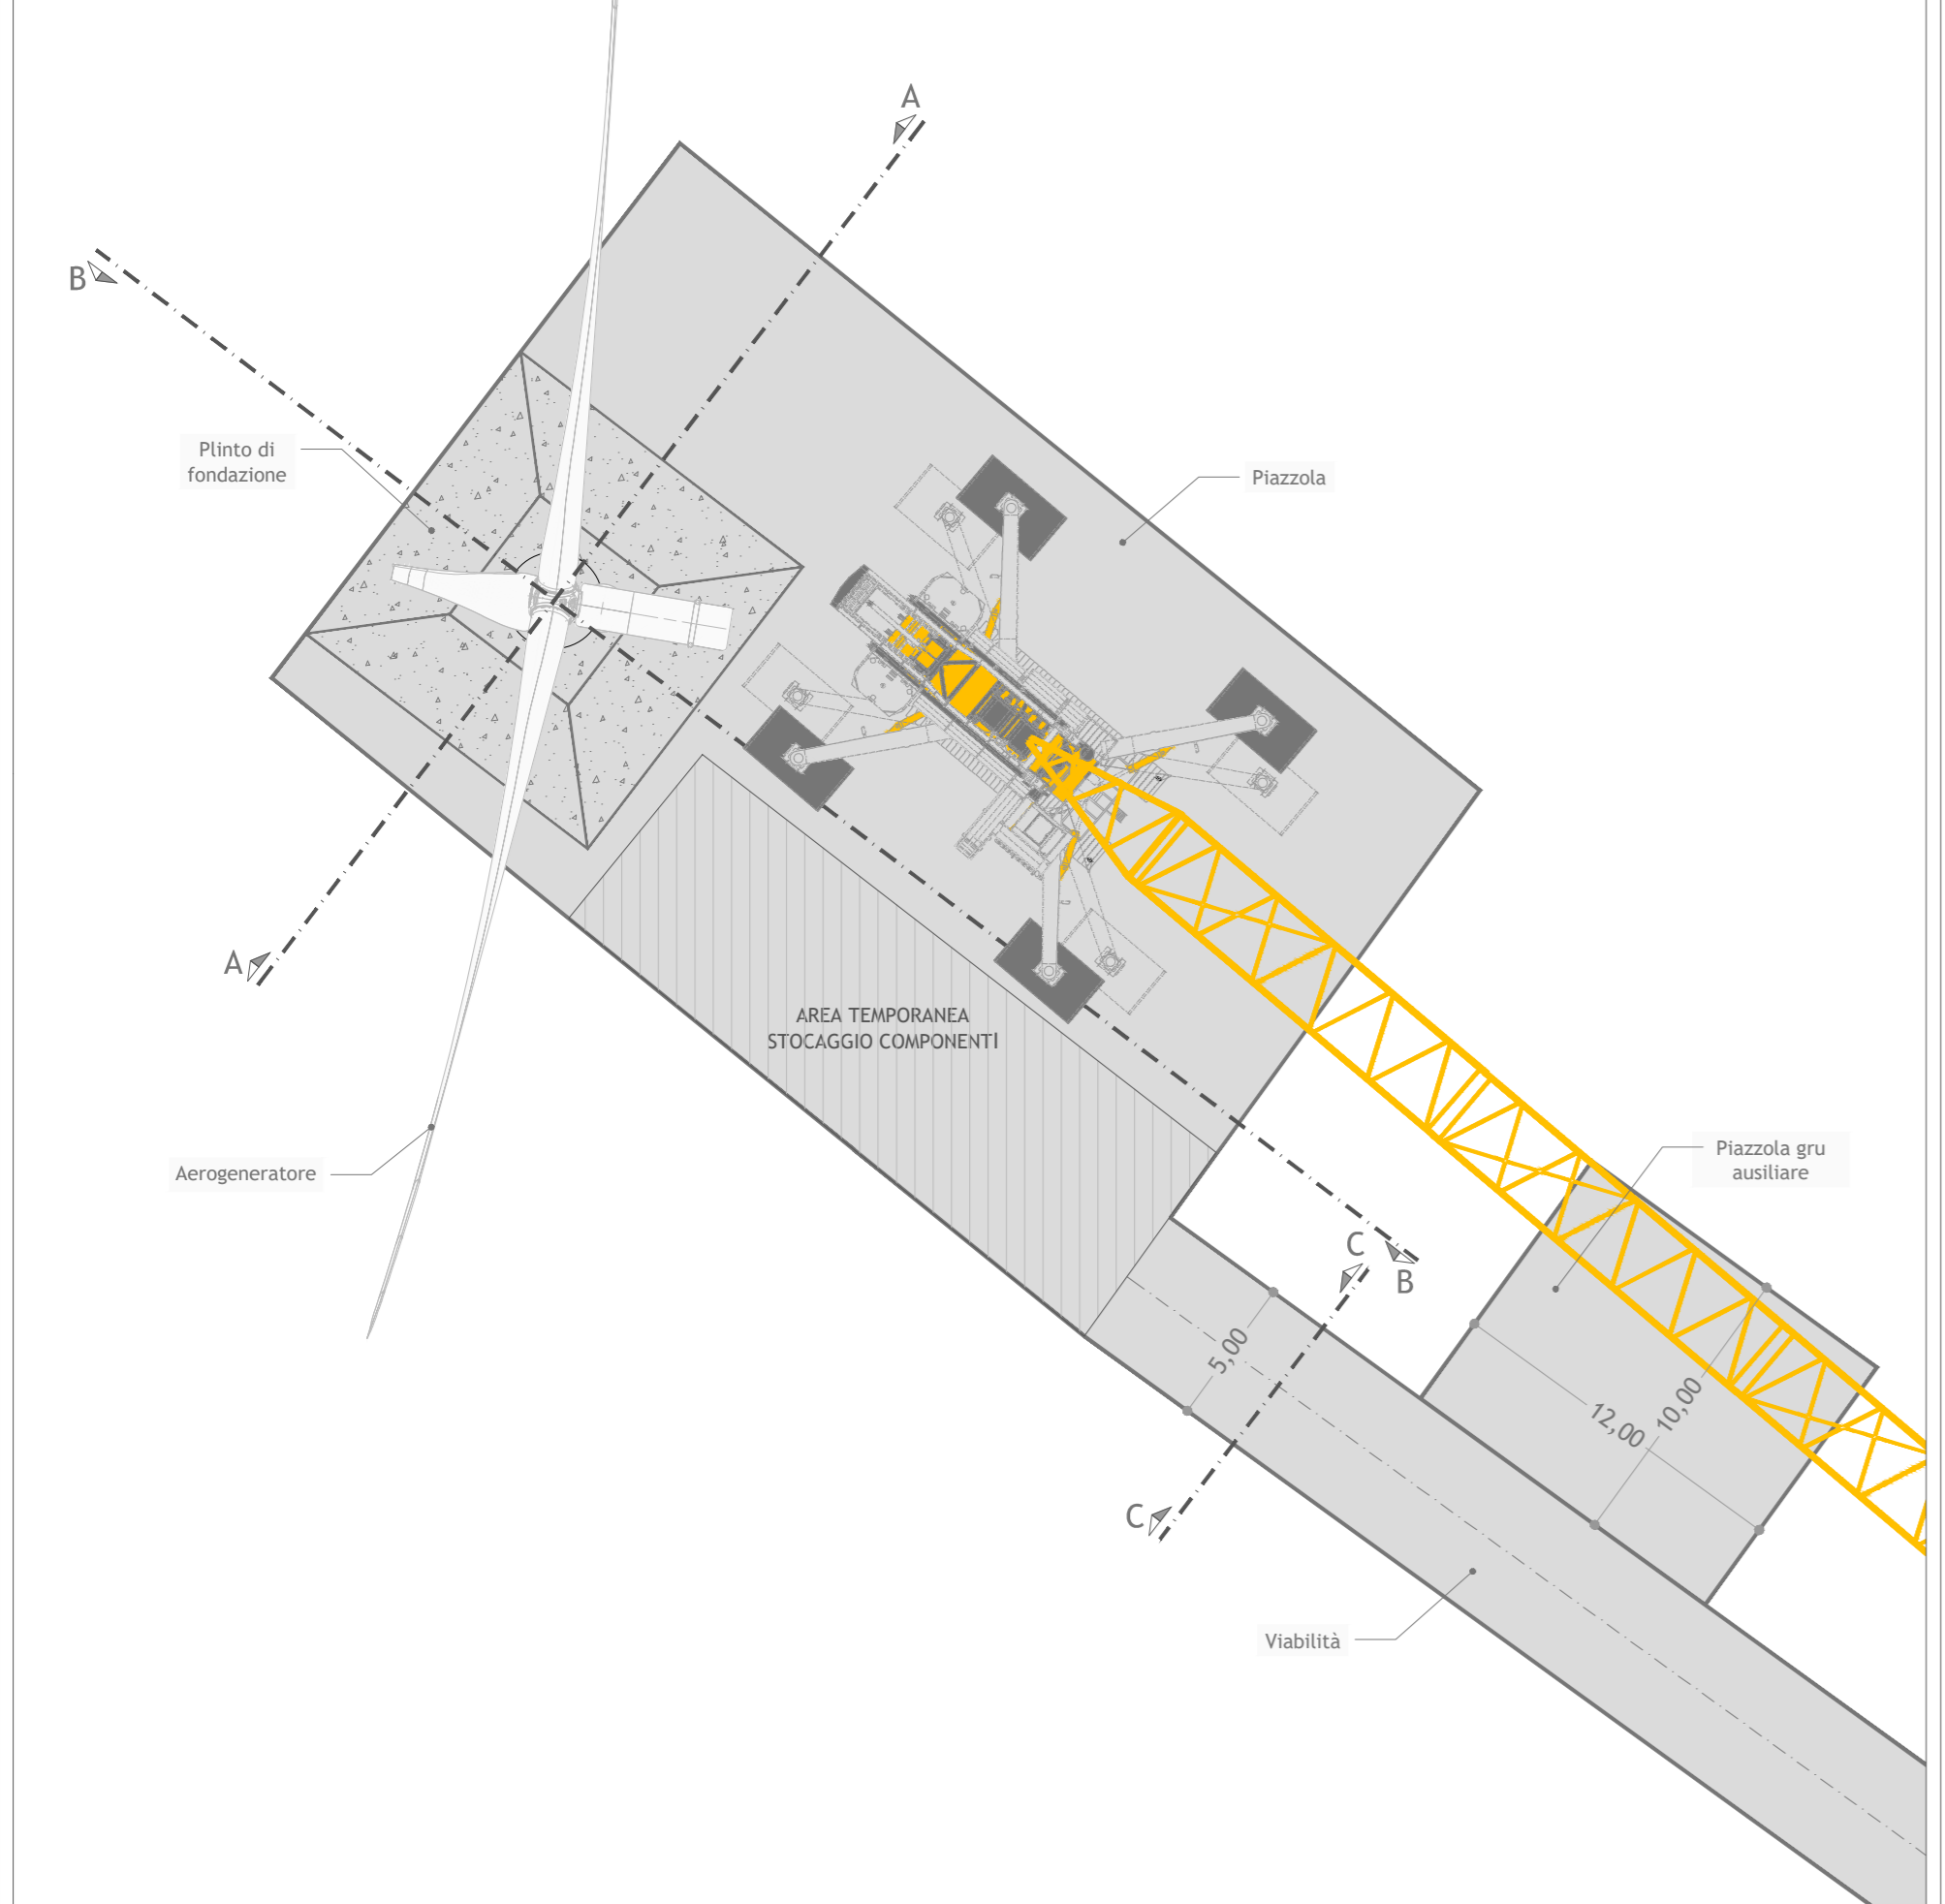 A
B
Plinto di
fondazione
Piazzola
A
AREA TEMPORANEA
STOCAGGIO COMPONENTI
Aerogeneratore
Piazzola gru
ausiliare
C
B
5,00
12,00
10,00
C
Viabilità